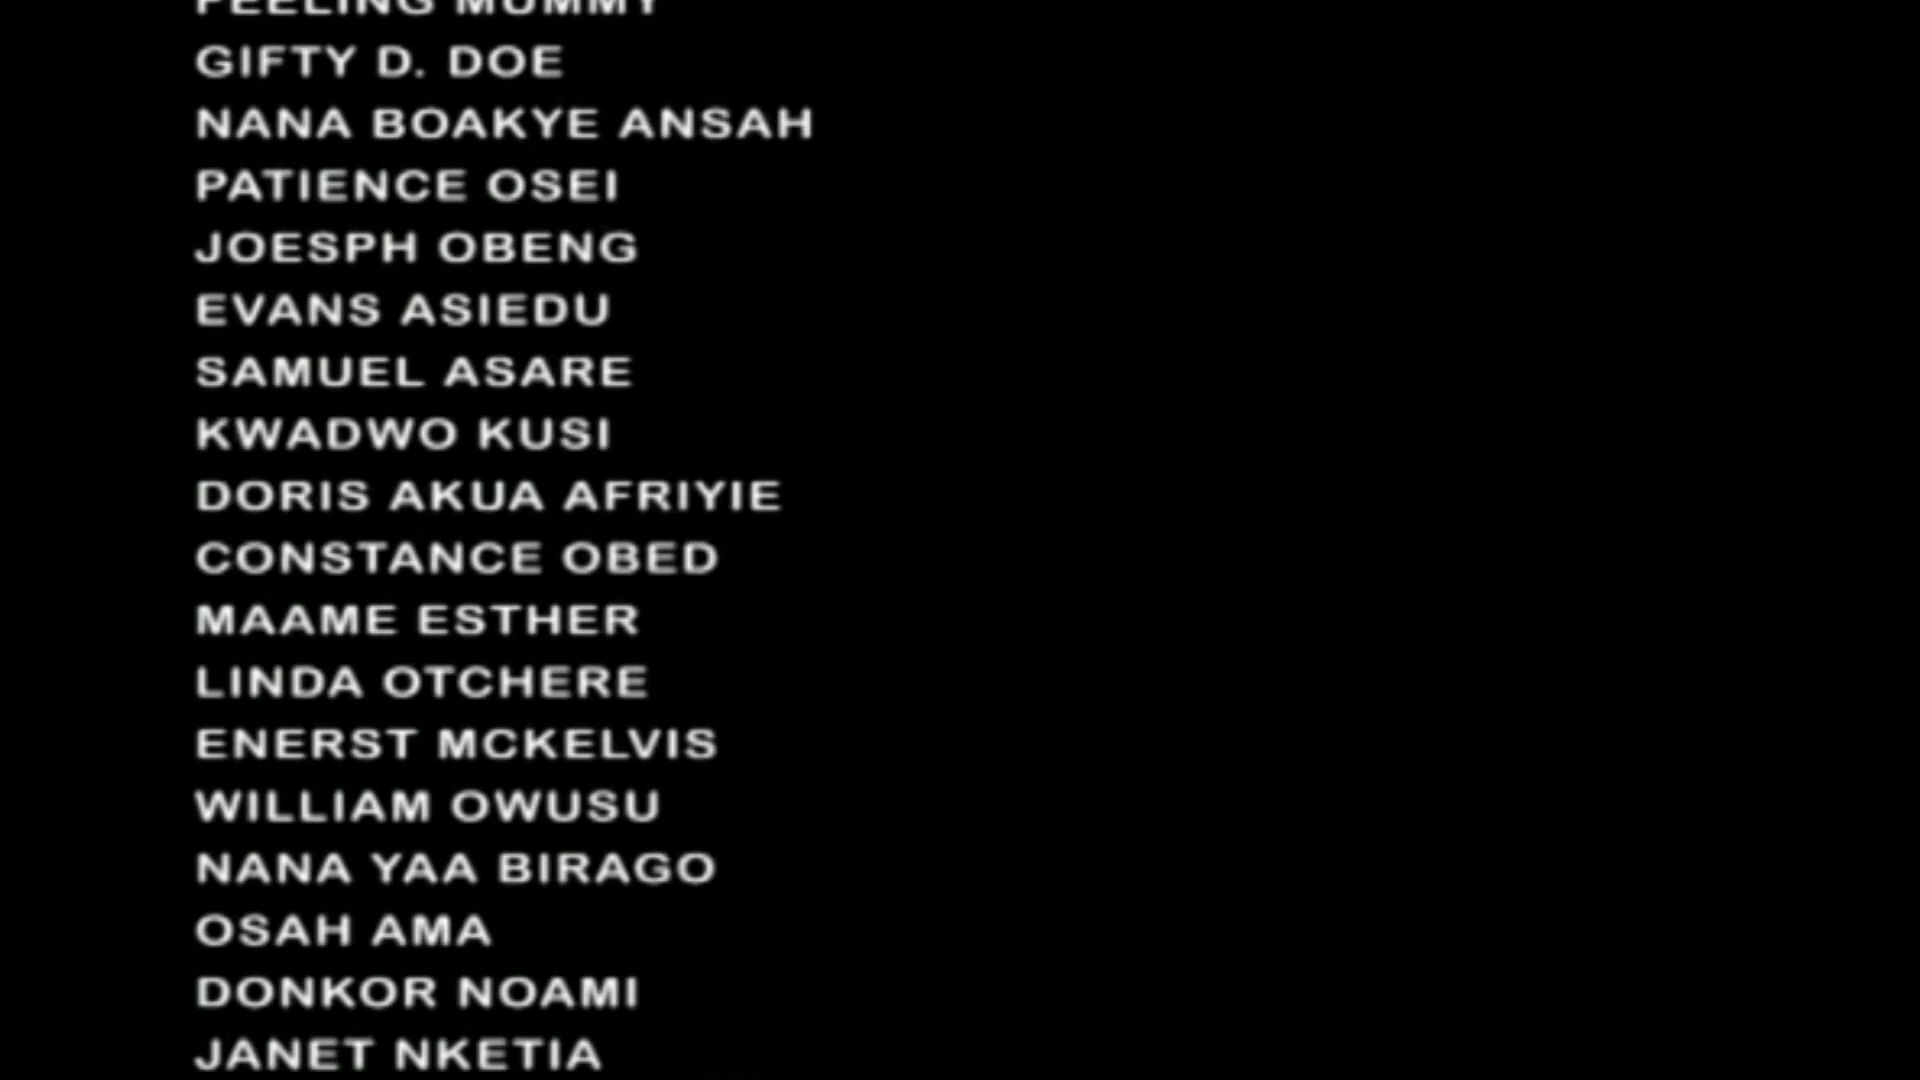 MUMMY
GIFTY D. DOE
NANA BOAKYE ANSAH
PATIENCE OSEI
JOESPH OBENG
EVANS ASIEDU
SAMUEL ASARE
KWADWO KUSI
DORIS AKUA AFRIYIE
CONSTANCE OBED
MAAME ESTHER
LINDA OTCHERE
ENERST MCKELVIS
WILLIAM OWUSU
NANA YAA BIRAGO
OSAH AMA
DONKOR NOAMI
JANET NKETIA